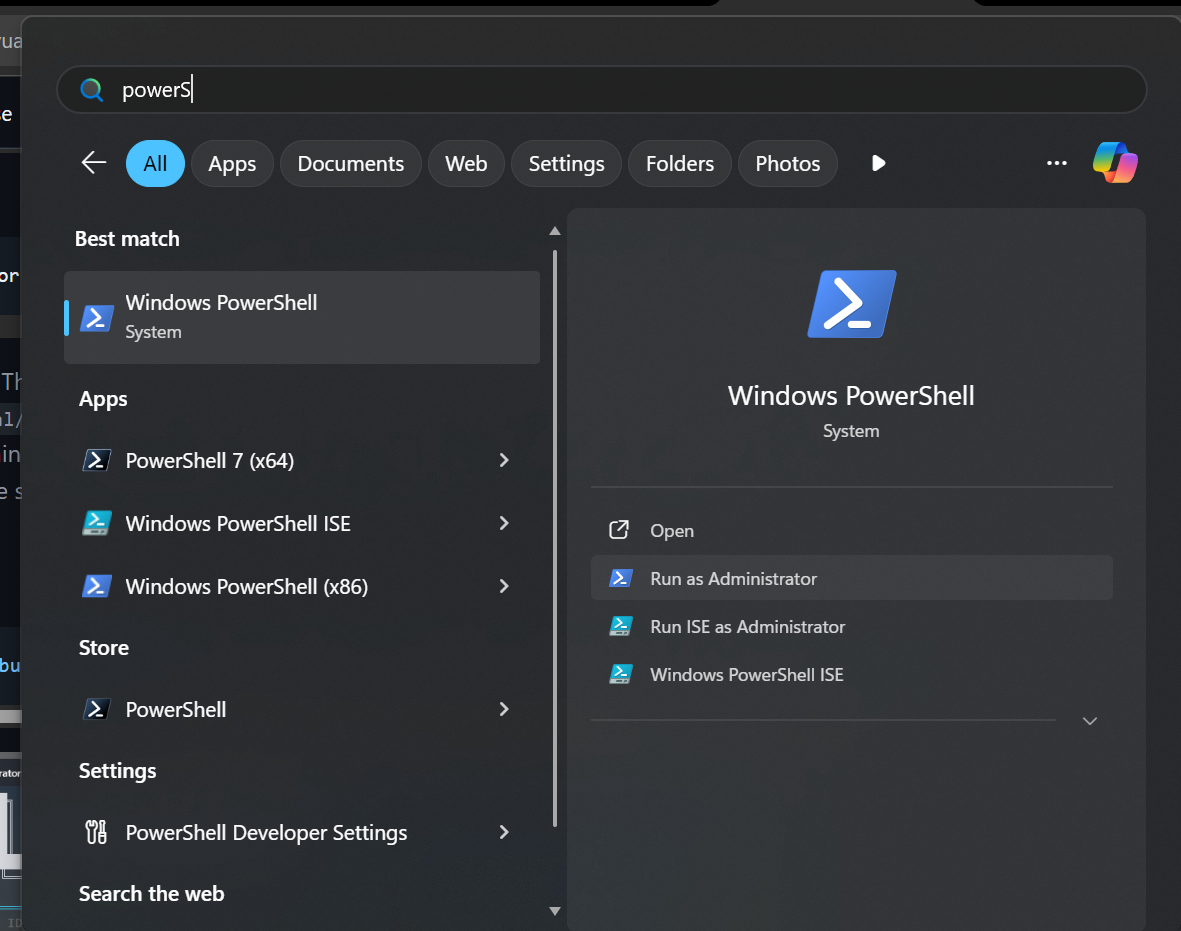 powerS
All
Apps
Documents
Web
Settings
Folders
Photos
Best match
Windows PowerShell
System
Apps
PowerShell 7 (x64)
Windows PowerShell ISE
Windows PowerShell (x86)
Store
PowerShell
Settings
PowerShell Developer Settings
Search the web
Windows PowerShell
System
Open
Run as Administrator
Run ISE as Administrator
Windows PowerShell ISE